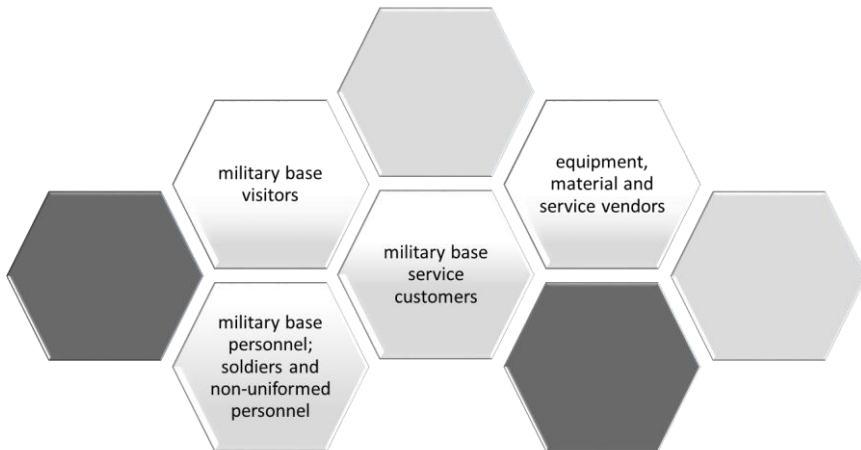 military base
visitors
equipment,
material and
service vendors
military base
service
customers
military base
personnel;
soldiers and
non-uniformed
personnel